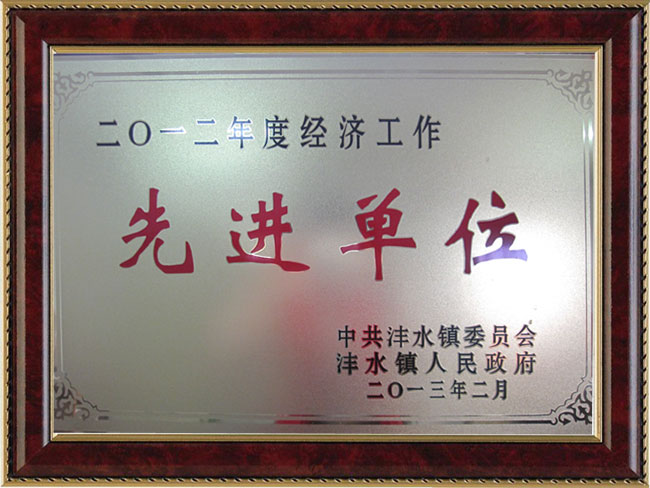 二〇一二年度经济工作
先进单位
中共沣水镇委员会
沣水镇人民政府
二〇一三年二月